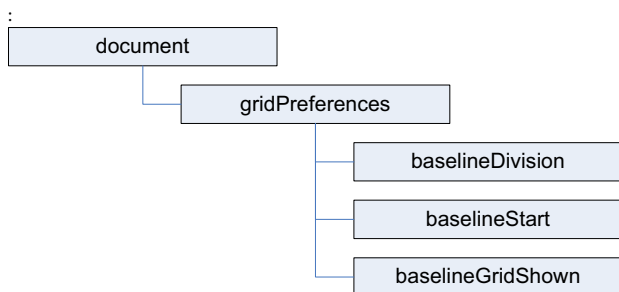 :
document
gridPreferences
baselineDivision
baselineStart
baselineGridShown